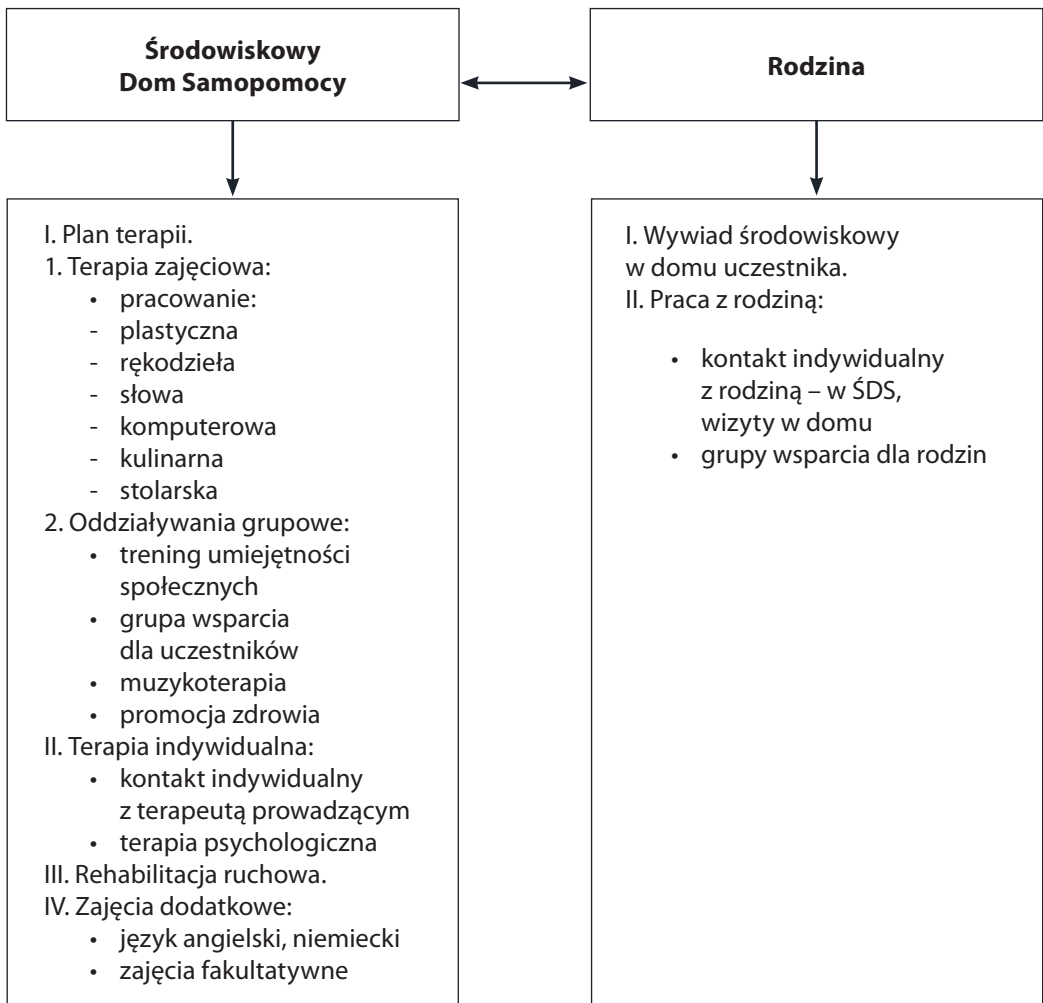 Środowiskowy
Dom Samopomocy
Rodzina
I. Plan terapii.
1. Terapia zajęciowa:
• pracowanie:
- plastyczna
- rękodzieła
- słowa
- komputerowa
- kulinarna
- stolarska
2. Oddziaływania grupowe:
• trening umiejętności
społecznych
• grupa wsparcia
dla uczestników
• muzykoterapia
• promocja zdrowia
II. Terapia indywidualna:
• kontakt indywidualny
z terapeutą prowadzącym
• terapia psychologiczna
III. Rehabilitacja ruchowa.
IV. Zajęcia dodatkowe:
• język angielski, niemiecki
• zajęcia fakultatywne
I. Wywiad środowiskowy
w domu uczestnika.
II. Praca z rodziną:
• kontakt indywidualny
z rodziną – w ŚDS,
wizyty w domu
• grupy wsparcia dla rodzin